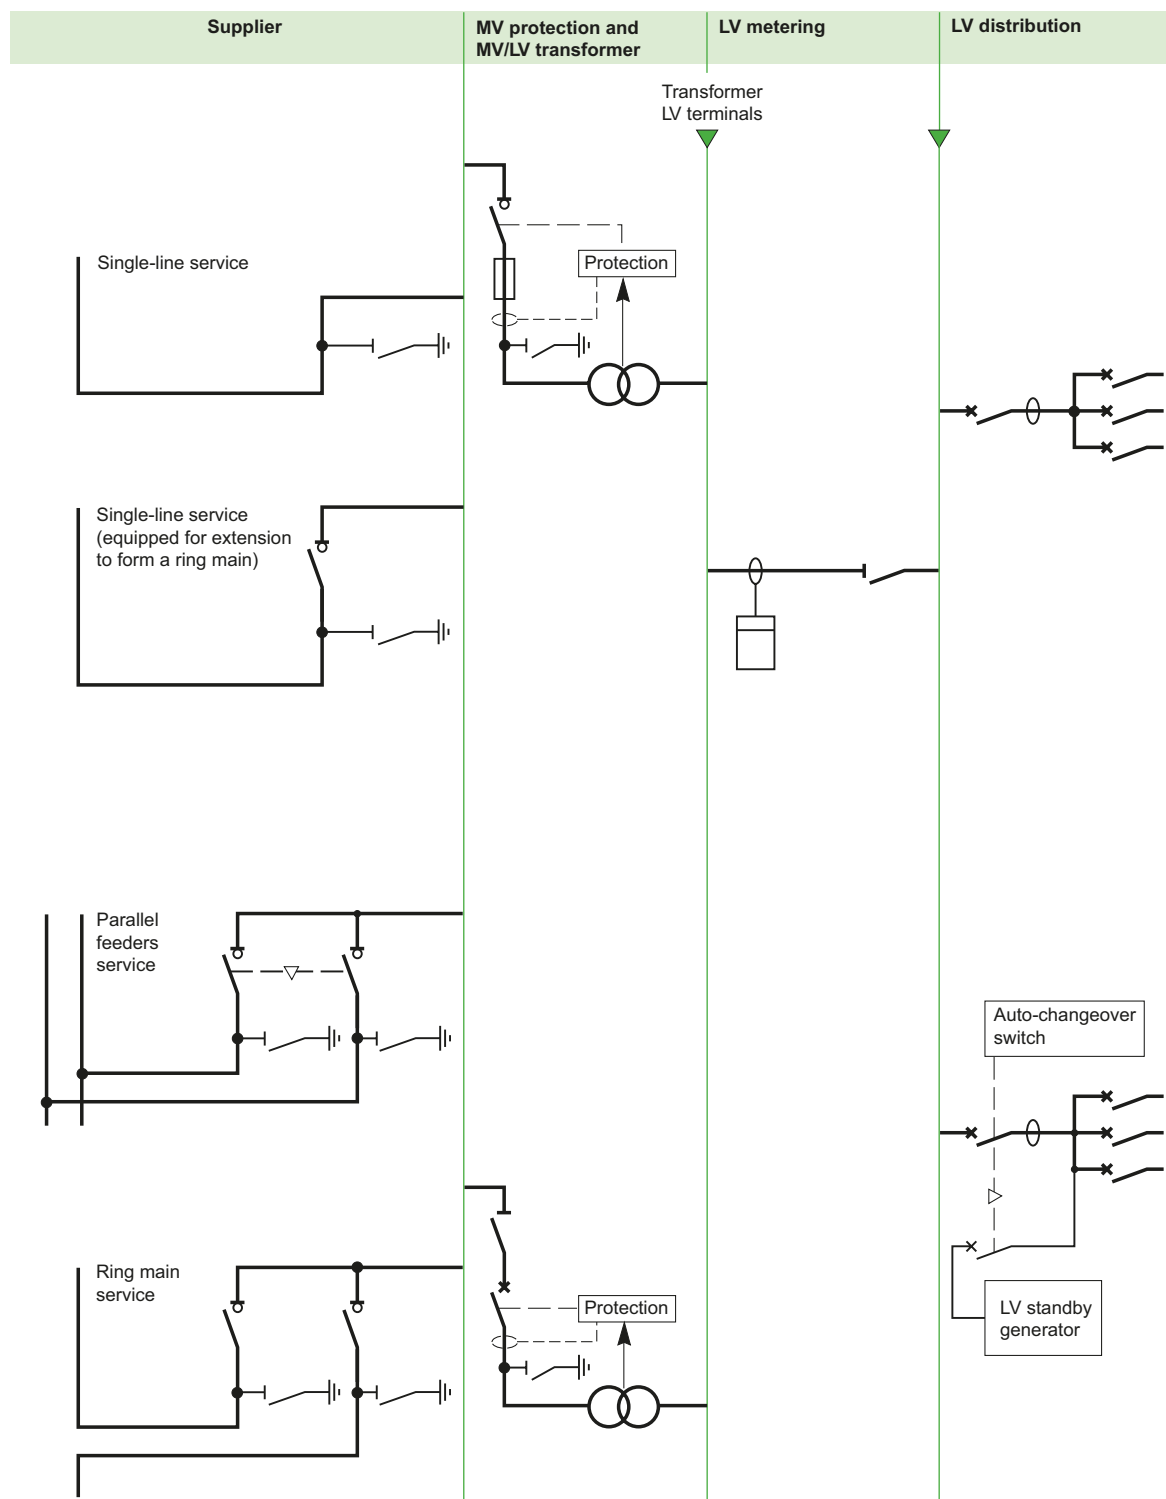 Supplier
MV protection and
MV/LV transformer
LV metering
LV distribution
Transformer
LV terminals
Single-line service
Protection
Single-line service
(equipped for extension
to form a ring main)
Parallel
feeders
service
Auto-changeover
switch
Ring main
service
Protection
LV standby
generator